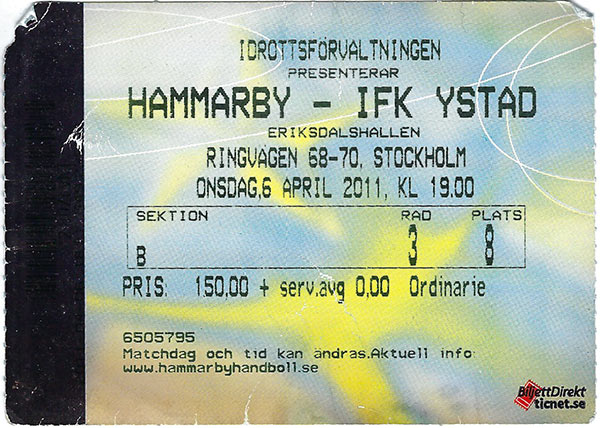 IDROTTSFÖRVALTNINGEN
PRESENTERAR
HAMMARBY - IFK YSTAD
ERIKSDALSHALLEN
RINGVÄGEN 68-70, STOCKHOLM
ONSDAG,6 APRIL 2011, KL 19.00
SEKTION RAD PLATS
B 3 8
PRIS: 150,00 + serv.avg 0,00 Ordinarie
6505795
Matchdag och tid kan ändras.Aktuell info:
www.hammarbyhandboll.se
BiljettDirekt
ticnet.se